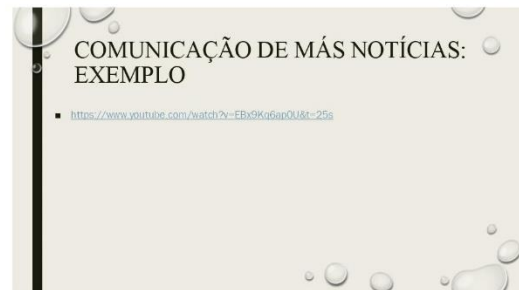 COMUNICAÇÃO DE MÁS NOTÍCIAS:
EXEMPLO
https://www.youtube.com/watch?v=EBx9Kq6ap0U&t=25s